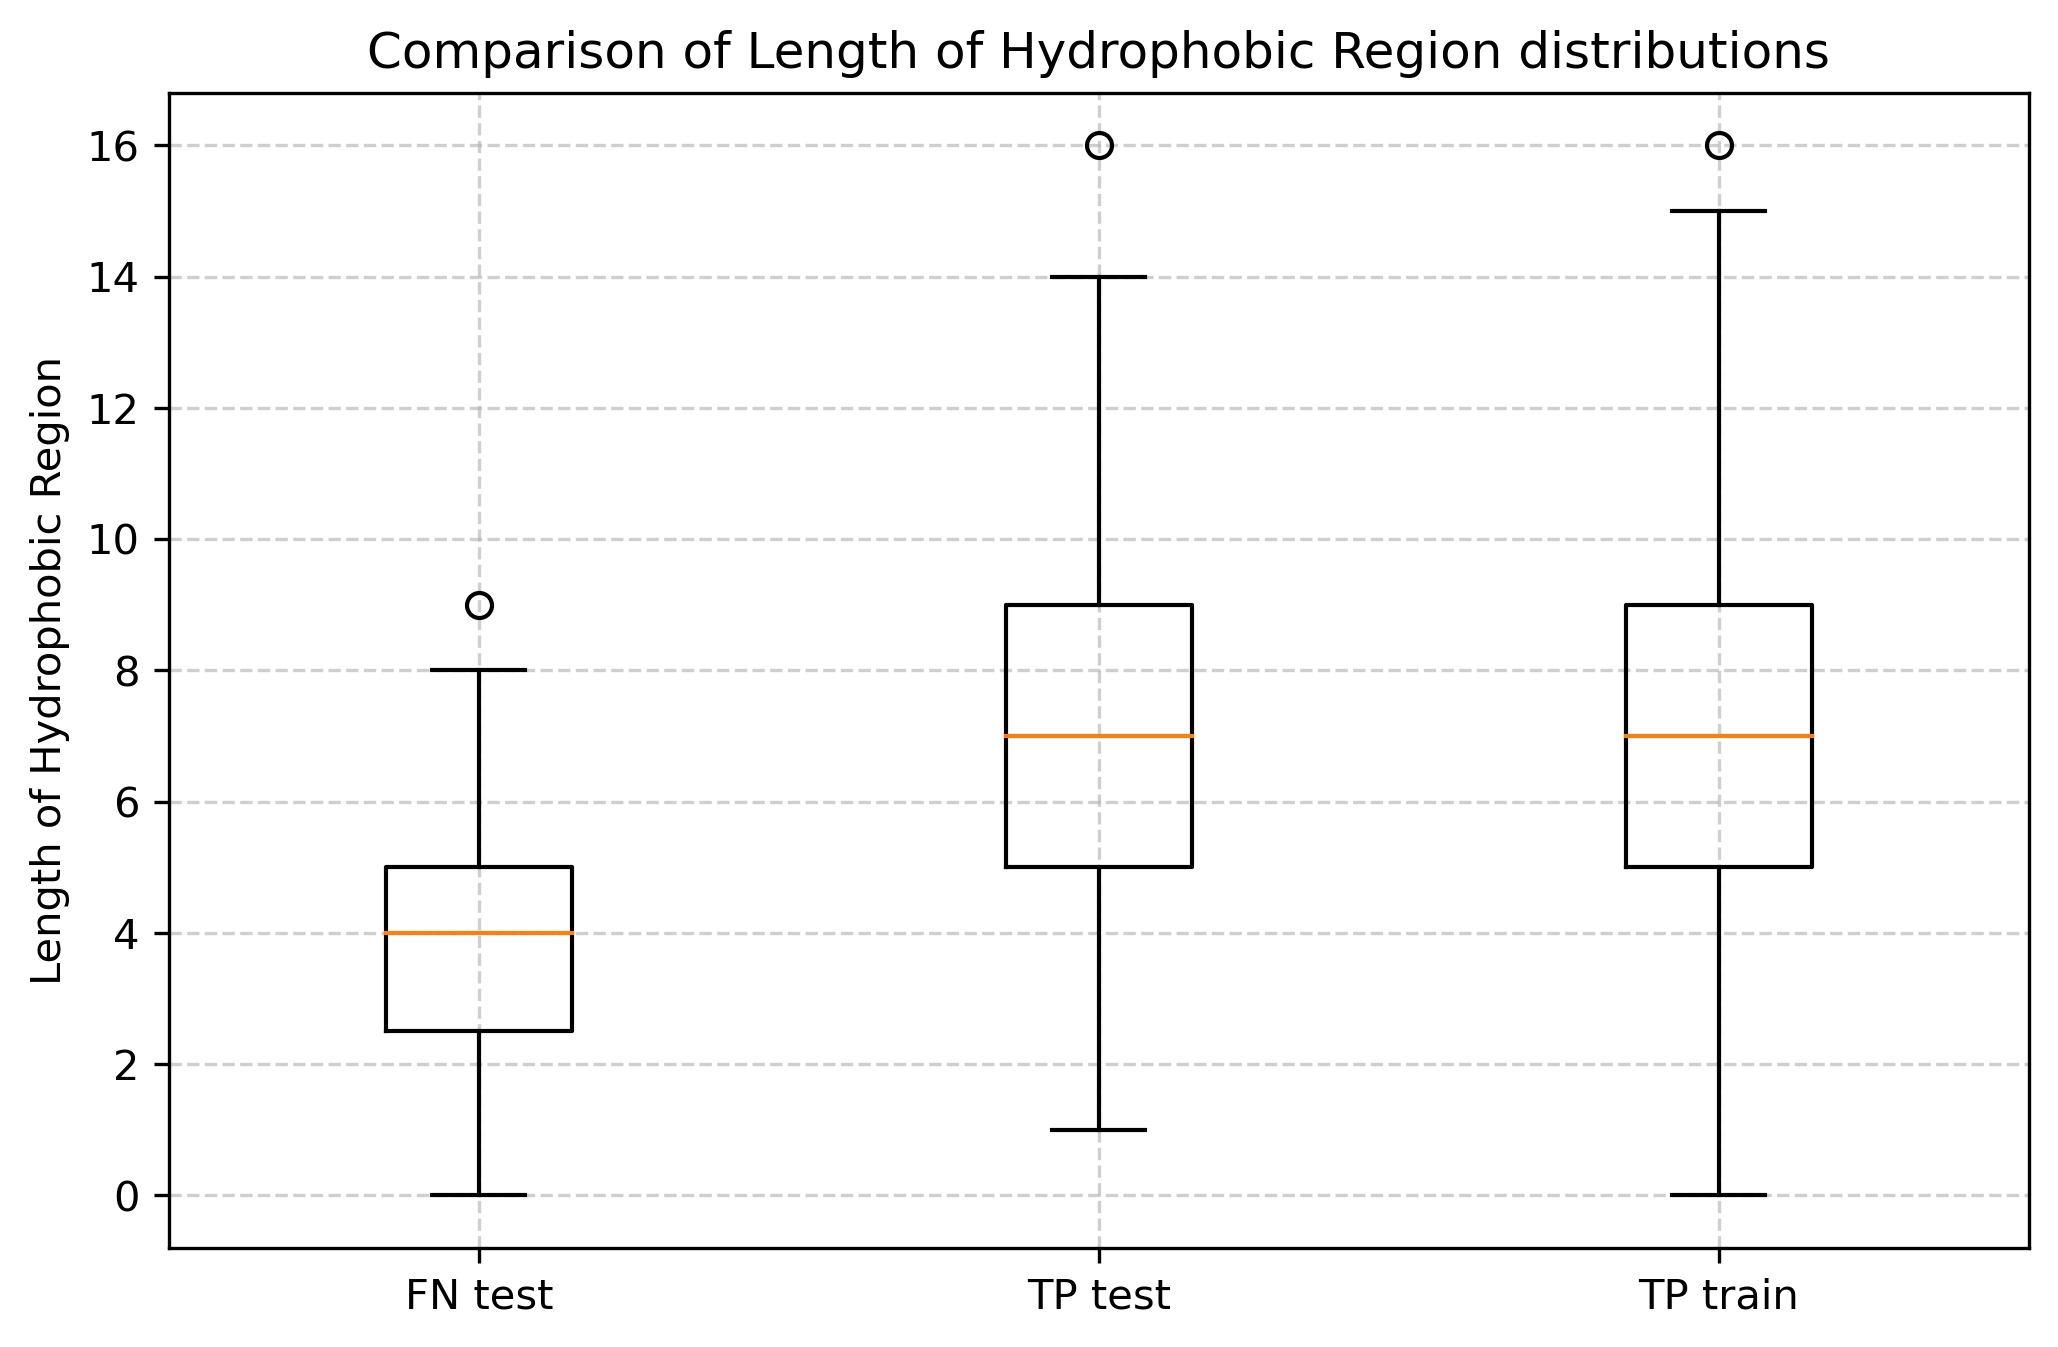 Comparison of Length of Hydrophobic Region distributions
Length of Hydrophobic Region
16
14
12
10
8
6
4
2
0
FN test
TP test
TP train